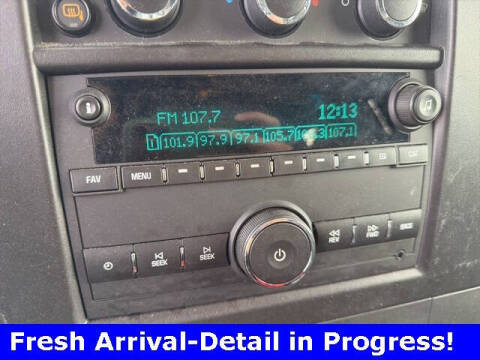 FM 107.7 12:13
1 101.9 97.9 97.1 105.7 107.1
FAV MENU CAT
SEEK SEEK REV FWD
Fresh Arrival-Detail in Progress!